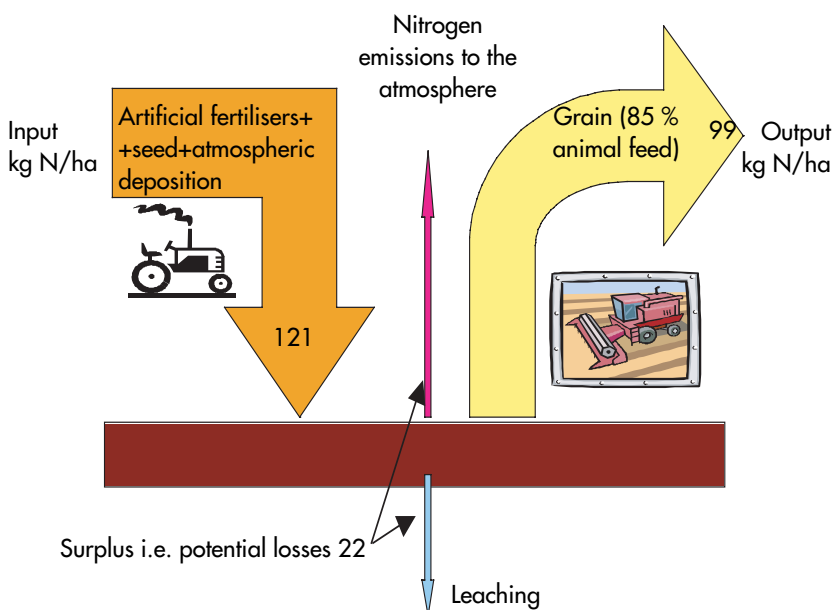 Nitrogen
emissions to the
atmosphere
Input
kg N/ha
Artificial fertilisers+
+seed+atmospheric
deposition
121
Grain (85 %
animal feed)
99
Output
kg N/ha
Surplus i.e. potential losses 22
Leaching